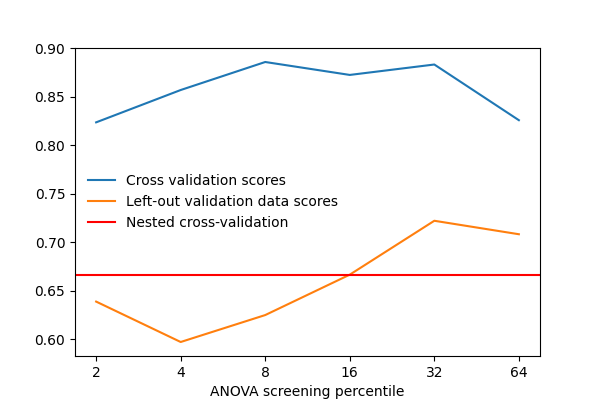 0.90
0.85
0.80
0.75
0.70
0.65
0.60
Cross validation scores
Left-out validation data scores
Nested cross-validation
2 4 8 16 32 64
ANOVA screening percentile